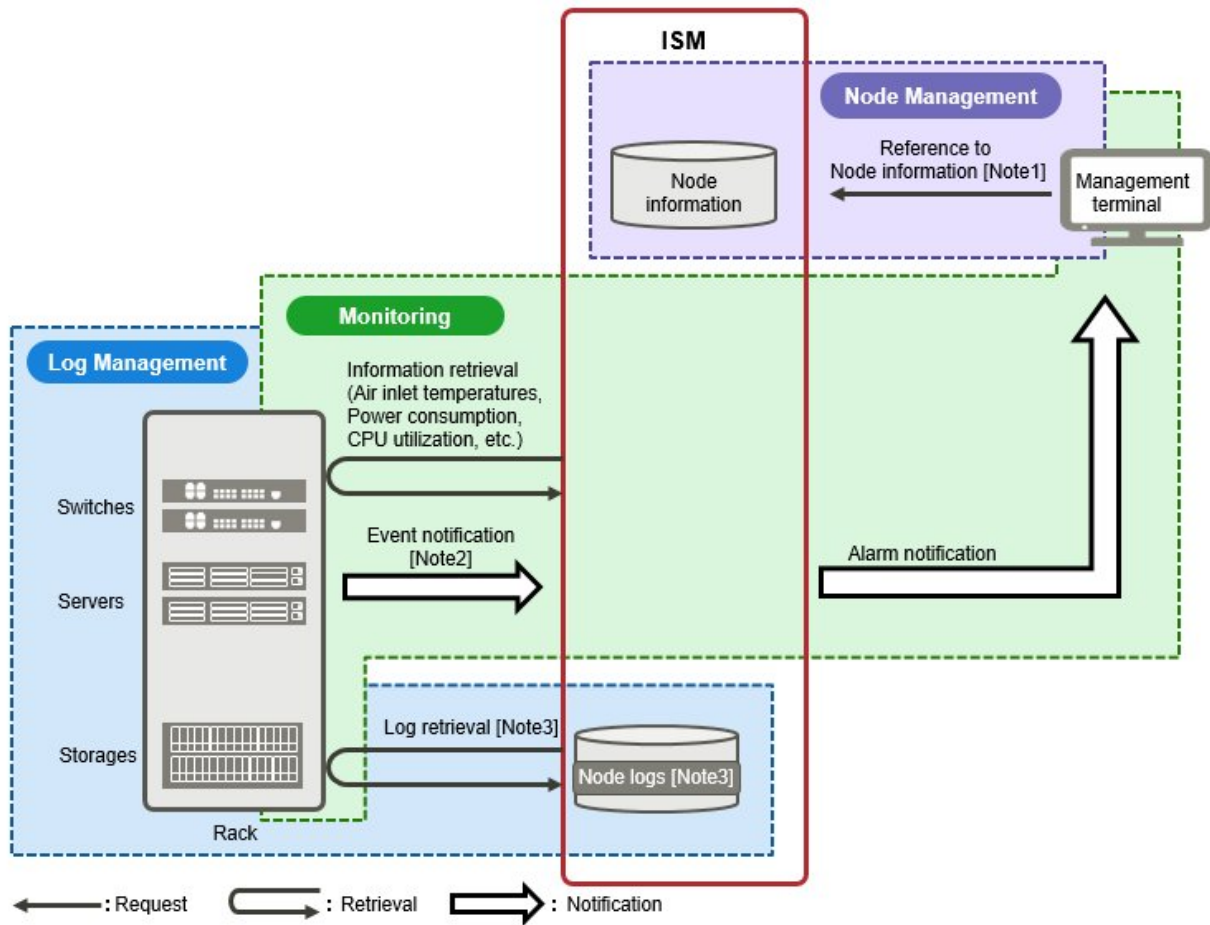 ISM
Node Management
Reference to
Node information [Note1]
Node
information
Management
terminal
Monitoring
Log Management
Information retrieval
(Air inlet temperatures,
Power consumption,
CPU utilization, etc.)
Switches
Event notification
[Note2]
Alarm notification
Servers
Log retrieval [Note3]
Storages
Node logs [Note3]
Rack
: Request
: Retrieval
: Notification